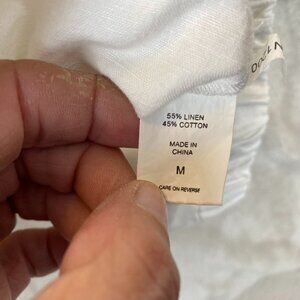 55% LINEN
45% COTTON
MADE IN
CHINA
M
CARE ON REVERSE